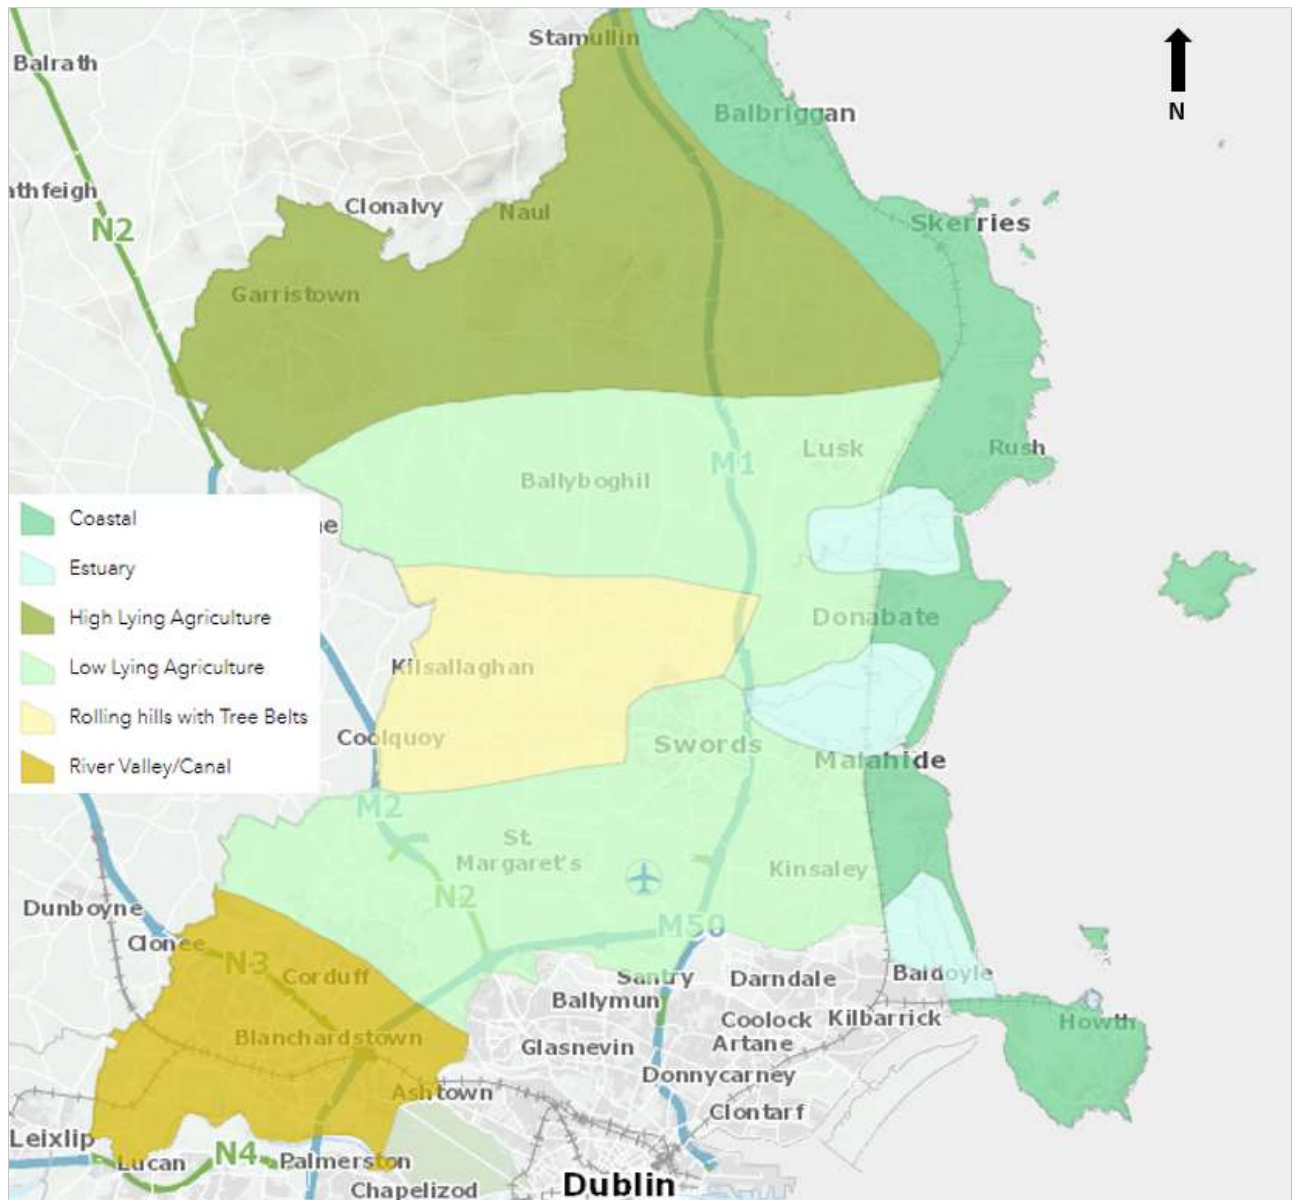 Stamullin
Balrath
Balbriggan
N
athfeigh
Clonalvy
Naul
N2
Skerries
Garristown
Lusk
Rush
M1
Ballyboghil
Coastal
ne
Estuary
High Lying Agriculture
Donabate
Low Lying Agriculture
Kilsallaghan
Rolling hills with Tree Belts
Coolquoy
Swords
Malahide
River Valley/Canal
M2
St.
Margaret's
Kinsaley
N2
Dunboyne
M50
Clonee
N3
Corduff
Santry
Darndale
Baldoyle
Ballymun
Coolock
Kilbarrick
Howth
Blanchardstown
Glasnevin
Artane
Donnycarney
Ashtown
Clontarf
Leixlip
Lucan
N4
Palmerston
Chapelizod
Dublin